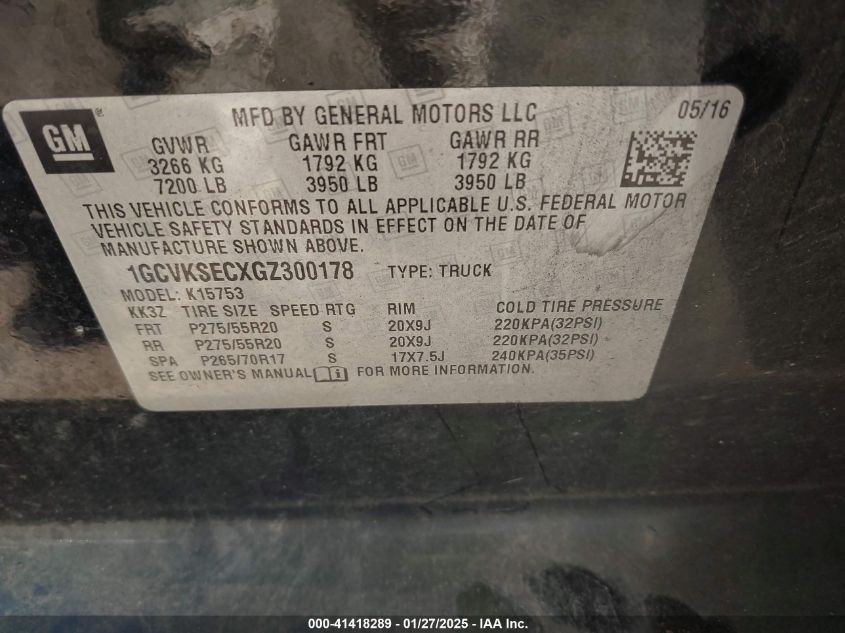 GM ®
MFD BY GENERAL MOTORS LLC 05/16
GVWR GAWR FRT GAWR RR
3266 KG 1792 KG 1792 KG
7200 LB 3950 LB 3950 LB
THIS VEHICLE CONFORMS TO ALL APPLICABLE U.S. FEDERAL MOTOR
VEHICLE SAFETY STANDARDS IN EFFECT ON THE DATE OF
MANUFACTURE SHOWN ABOVE.
1GCVKSECXGZ300178 TYPE: TRUCK
MODEL: K15753
KK3Z TIRE SIZE SPEED RTG RIM COLD TIRE PRESSURE
FRT P275/55R20 S 20X9J 220KPA(32PSI)
RR P275/55R20 S 20X9J 220KPA(32PSI)
SPA P265/70R17 S 17X7.5J 240KPA(35PSI)
SEE OWNER'S MANUAL i FOR MORE INFORMATION.
000-41418289 - 01/27/2025 - IAA Inc.